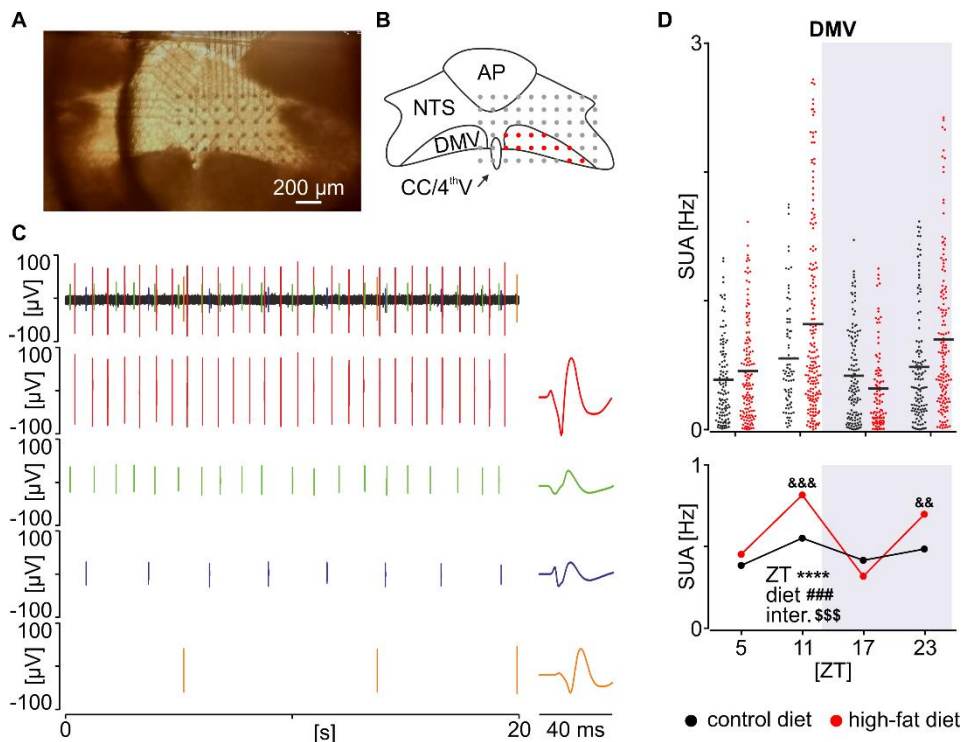 A
200 µm
B
AP
NTS
DMV
CC/4thV
C
100
[µV]
-100
100
[µV]
-100
100
[µV]
-100
100
[µV]
-100
100
[µV]
-100
0
[s]
20
40 ms
D
DMV
3
SUA [Hz]
0
1
SUA [Hz]
0
&&&
&&
ZT ****
diet ###
inter. $$$
5 11 17 23
[ZT]
control diet
high-fat diet